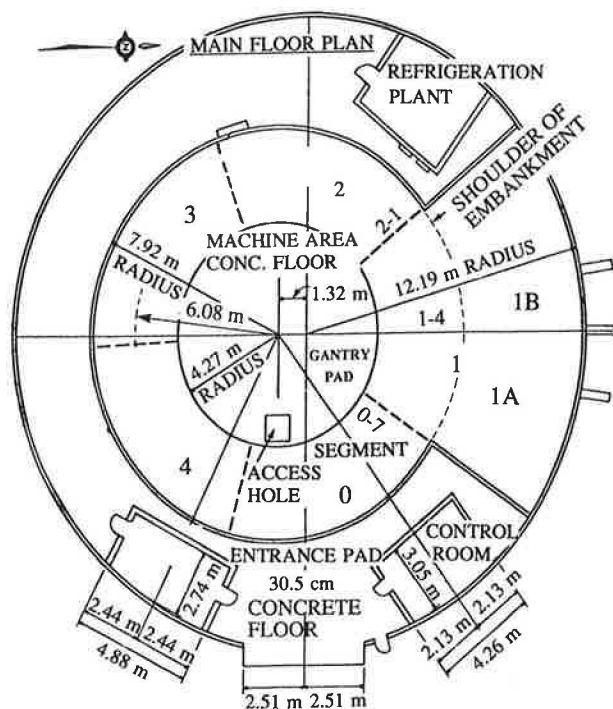 MAIN FLOOR PLAN
Z
REFRIGERATION
PLANT
SHOULDER OF
EMBANKMENT
2
3
2-1
MACHINE AREA
CONC. FLOOR
7.92 m
RADIUS
12.19 m RADIUS
1.32 m
6.08 m
1B
1-4
4.27 m
RADIUS
GANTRY
PAD
1
1A
0-7
SEGMENT
4
ACCESS
HOLE
0
CONTROL
ROOM
ENTRANCE PAD
30.5 cm
CONCRETE
FLOOR
2.74 m
3.05 m
2.44 m
2.44 m
4.88 m
2.13 m
2.13 m
4.26 m
2.51 m
2.51 m